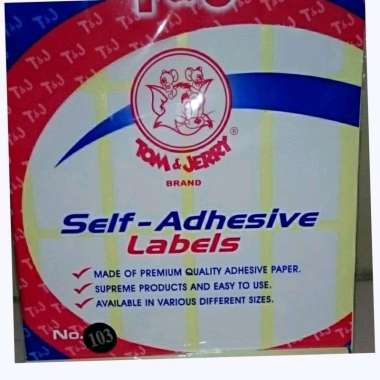 T&J
TOM & JERRY®
BRAND
Self-Adhesive
Labels
MADE OF PREMIUM QUALITY ADHESIVE PAPER.
SUPREME PRODUCTS AND EASY TO USE.
AVAILABLE IN VARIOUS DIFFERENT SIZES.
No. 103